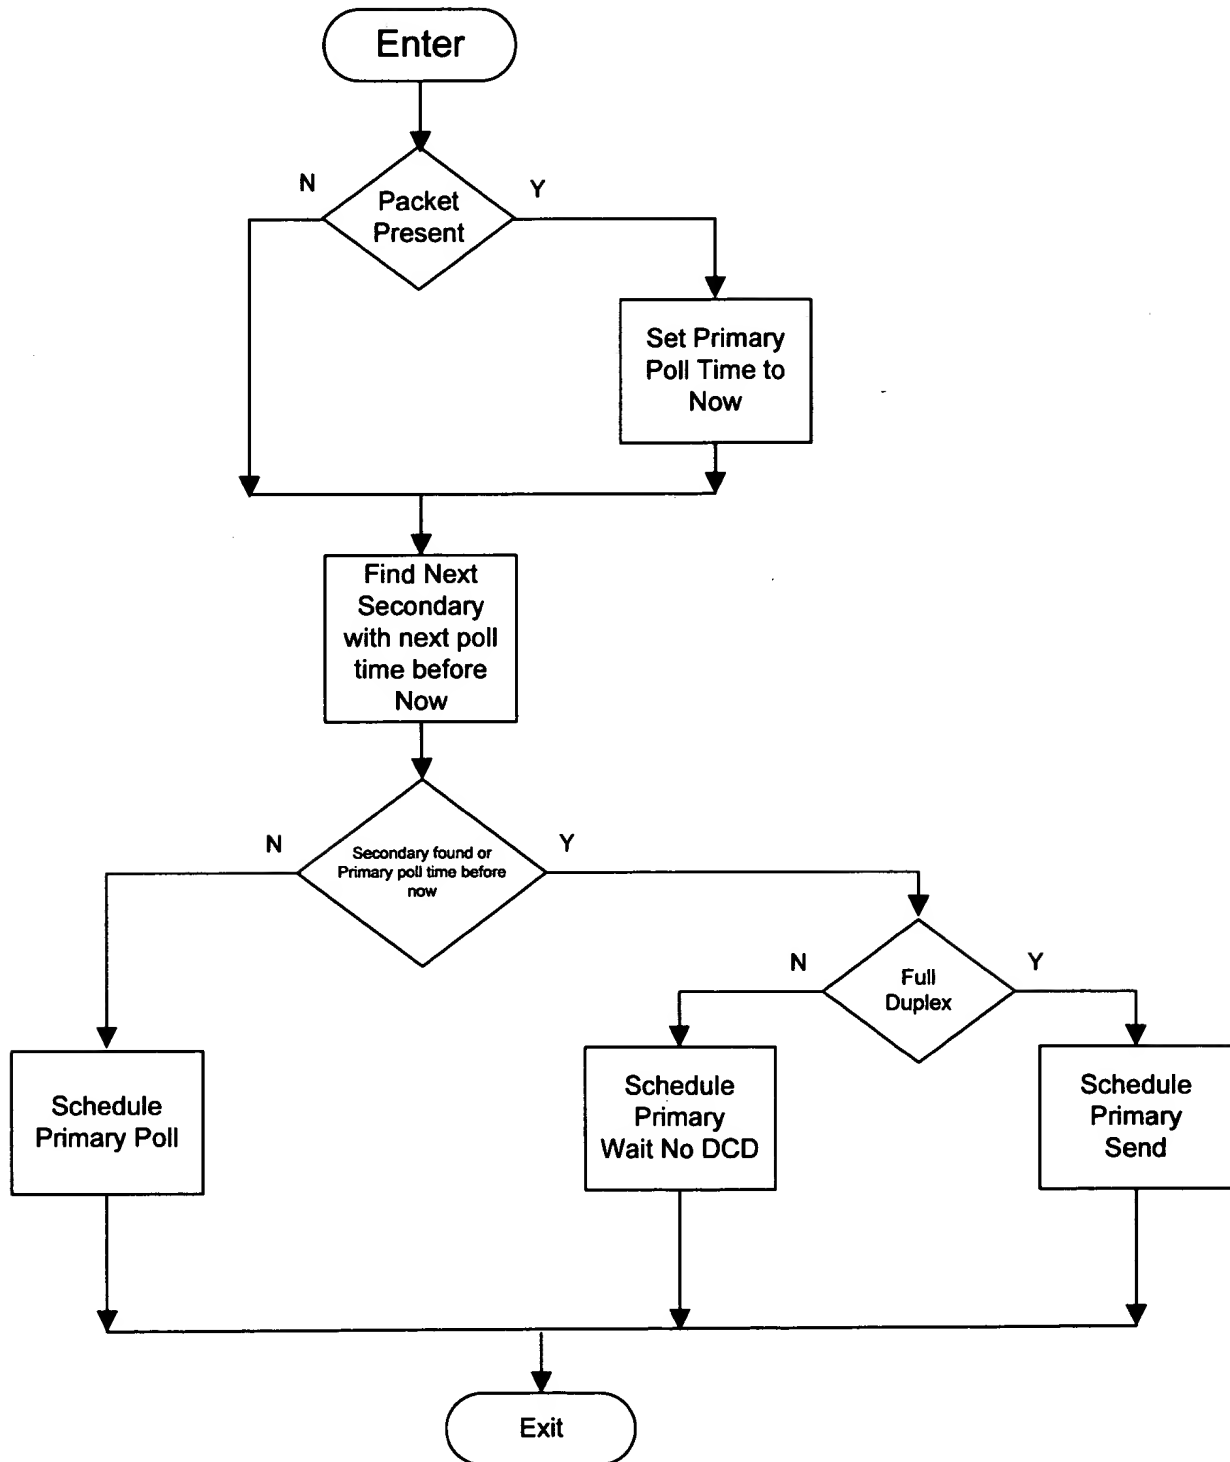 Enter
N
Y
Packet
Present
Set Primary
Poll Time to
Now
Find Next
Secondary
with next poll
time before
Now
N
Y
Secondary found or
Primary poll time before
now
N
Y
Full
Duplex
Schedule
Primary Poll
Schedule
Primary
Wait No DCD
Schedule
Primary
Send
Exit